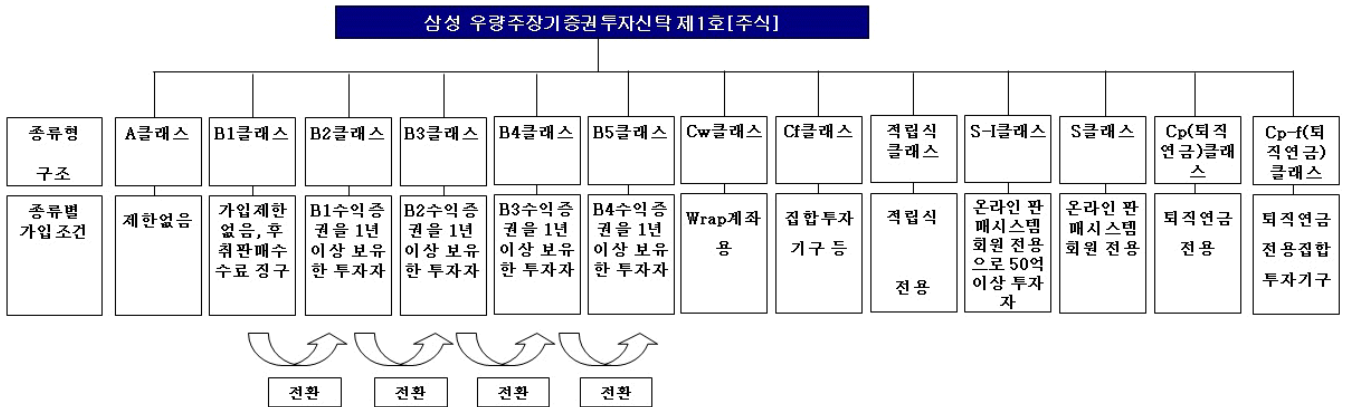 삼성 우량주장기증권투자신탁 제1호[주식]
종류형
구조
A클래스
B1클래스
B2클래스
B3클래스
B4클래스
B5클래스
Cw클래스
Cf클래스
적립식
클래스
S-I클래스
S클래스
Cp(퇴직
연금)클래
스
Cp-f(퇴
직연금)
클래스
종류별
가입조건
제한없음
가입제한
없음, 후
취판매수
수료 징구
B1수익증
권을 1년
이상 보유
한 투자자
B2수익증
권을 1년
이상 보유
한 투자자
B3수익증
권을 1년
이상 보유
한 투자자
B4수익증
권을 1년
이상 보유
한 투자자
Wrap계좌
용
집합투자
기구 등
적립식
전용
온라인 판
매시스템
회원 전용
으로 50억
이상 투자
자
온라인 판
매시스템
회원 전용
퇴직연금
전용
퇴직연금
전용집합
투자기구
전환
전환
전환
전환